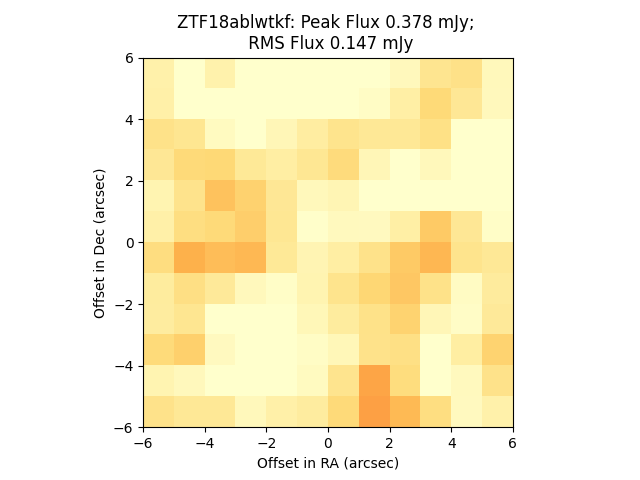 ZTF18ablwtkf: Peak Flux 0.378 mJy;
RMS Flux 0.147 mJy
6
4
2
0
−2
−4
−6
Offset in Dec (arcsec)
−6 −4 −2 0 2 4 6
Offset in RA (arcsec)